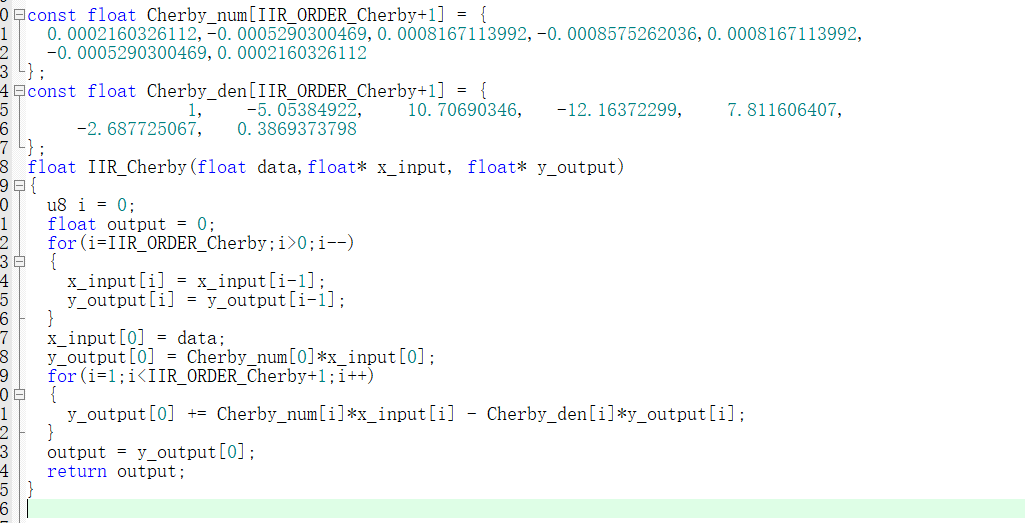 0 const float Cherby_num[IIR_ORDER_Cherby+1] = {
1 0.0002160326112,-0.0005290300469,0.0008167113992,-0.0008575262036,0.0008167113992,
2 -0.0005290300469,0.0002160326112
3 };
4 const float Cherby_den[IIR_ORDER_Cherby+1] = {
5 1, -5.05384922, 10.70690346, -12.16372299, 7.811606407,
6 -2.687725067, 0.3869373798
7 };
8 float IIR_Cherby(float data,float* x_input, float* y_output)
9 {
0 u8 i = 0;
1 float output = 0;
2 for(i=IIR_ORDER_Cherby;i>0;i--)
3 {
4 x_input[i] = x_input[i-1];
5 y_output[i] = y_output[i-1];
6 }
7 x_input[0] = data;
8 y_output[0] = Cherby_num[0]*x_input[0];
9 for(i=1;i<IIR_ORDER_Cherby+1;i++)
0 {
1 y_output[0] += Cherby_num[i]*x_input[i] - Cherby_den[i]*y_output[i];
2 }
3 output = y_output[0];
4 return output;
5 }
6